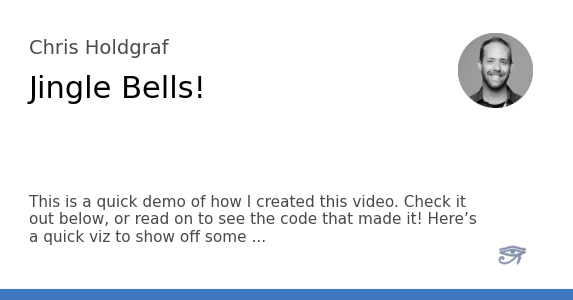 Chris Holdgraf
Jingle Bells!
This is a quick demo of how I created this video. Check it
out below, or read on to see the code that made it! Here’s
a quick viz to show off some ...